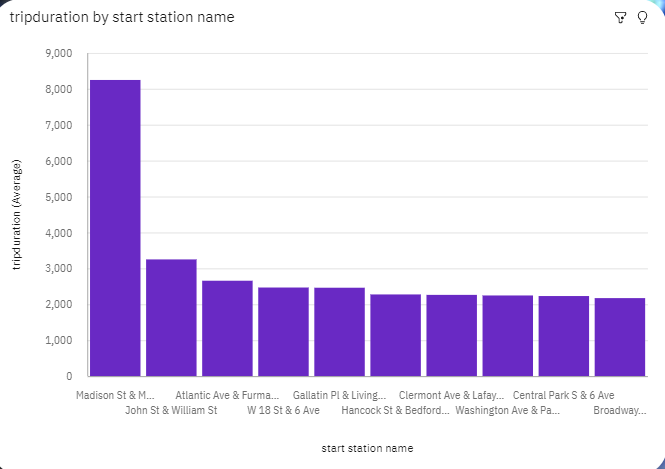 tripduration by start station name
9,000
8,000
7,000
6,000
5,000
4,000
3,000
2,000
1,000
0
tripduration (Average)
Madison St & M...
John St & William St
Atlantic Ave & Furma...
W 18 St & 6 Ave
Gallatin Pl & Living...
Hancock St & Bedford...
Clermont Ave & Lafay...
Washington Ave & Pa...
Central Park S & 6 Ave
Broadway...
start station name